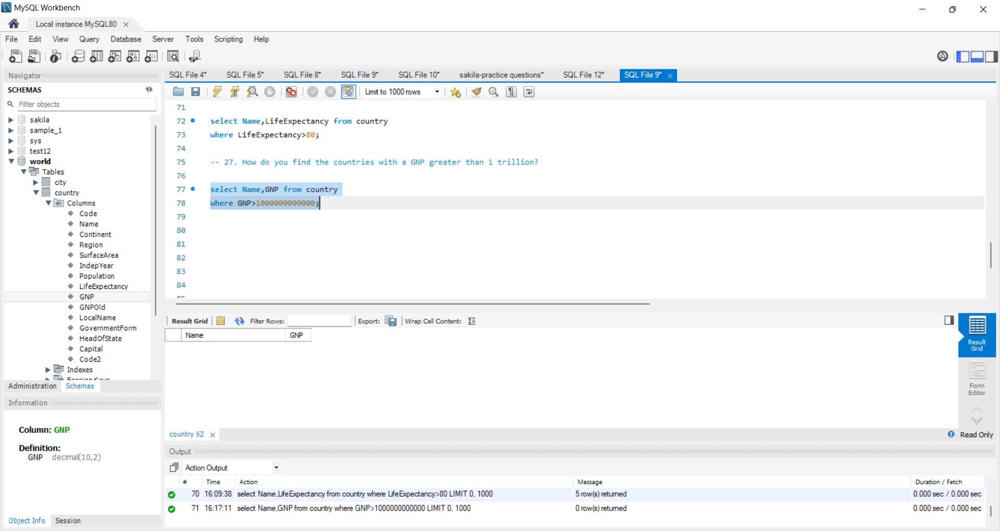 MySQL Workbench
Local instance MySQL80
File Edit View Query Database Server Tools Scripting Help
Navigator
SCHEMAS
Filter objects
sakila
sample_1
sys
test12
world
Tables
city
country
Columns
Code
Name
Continent
Region
SurfaceArea
IndepYear
Population
LifeExpectancy
GNP
GNPOld
LocalName
GovernmentForm
HeadOfState
Capital
Code2
Indexes
Foreign Keys
Administration Schemas
Information
Column: GNP
Definition:
GNP decimal(10,2)
Object Info Session
SQL File 4* SQL File 5* SQL File 8* SQL File 9* SQL File 10* sakila-practice questions* SQL File 12* SQL File 9*
Limit to 1000 rows
71
72 select Name,LifeExpectancy from country
73 where LifeExpectancy>80;
74
75 -- 27. How do you find the countries with a GNP greater than 1 trillion?
76
77 select Name,GNP from country
78 where GNP>1000000000000;
79
80
81
82
83
84
85
Result Grid Filter Rows: Export: Wrap Cell Content:
Name GNP
Result
Grid
Form
Editor
country 62
Read Only
Output
Action Output
# Time Action Message Duration / Fetch
70 16:09:38 select Name,LifeExpectancy from country where LifeExpectancy>80 LIMIT 0, 1000 5 row(s) returned 0.000 sec / 0.000 sec
71 16:17:11 select Name,GNP from country where GNP>1000000000000 LIMIT 0, 1000 0 row(s) returned 0.000 sec / 0.000 sec